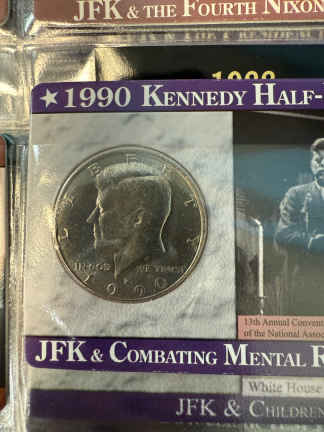 JFK & THE FOURTH NIXON
★ 1990 KENNEDY HALF-
LIBERTY
IN GOD WE TRUST
1990
13th Annual Convent
of the National Assoc
JFK & COMBATING MENTAL R
White House
JFK & CHILDREN